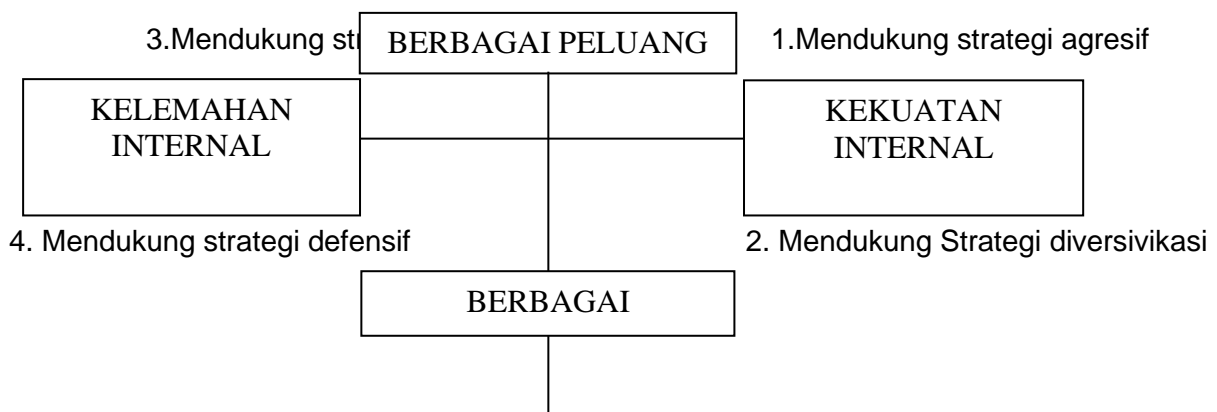 3.Mendukung
BERBAGAI PELUANG
1.Mendukung strategi agresif
KELEMAHAN
INTERNAL
KEKUATAN
INTERNAL
4. Mendukung strategi defensif
2. Mendukung Strategi diversivikasi
BERBAGAI